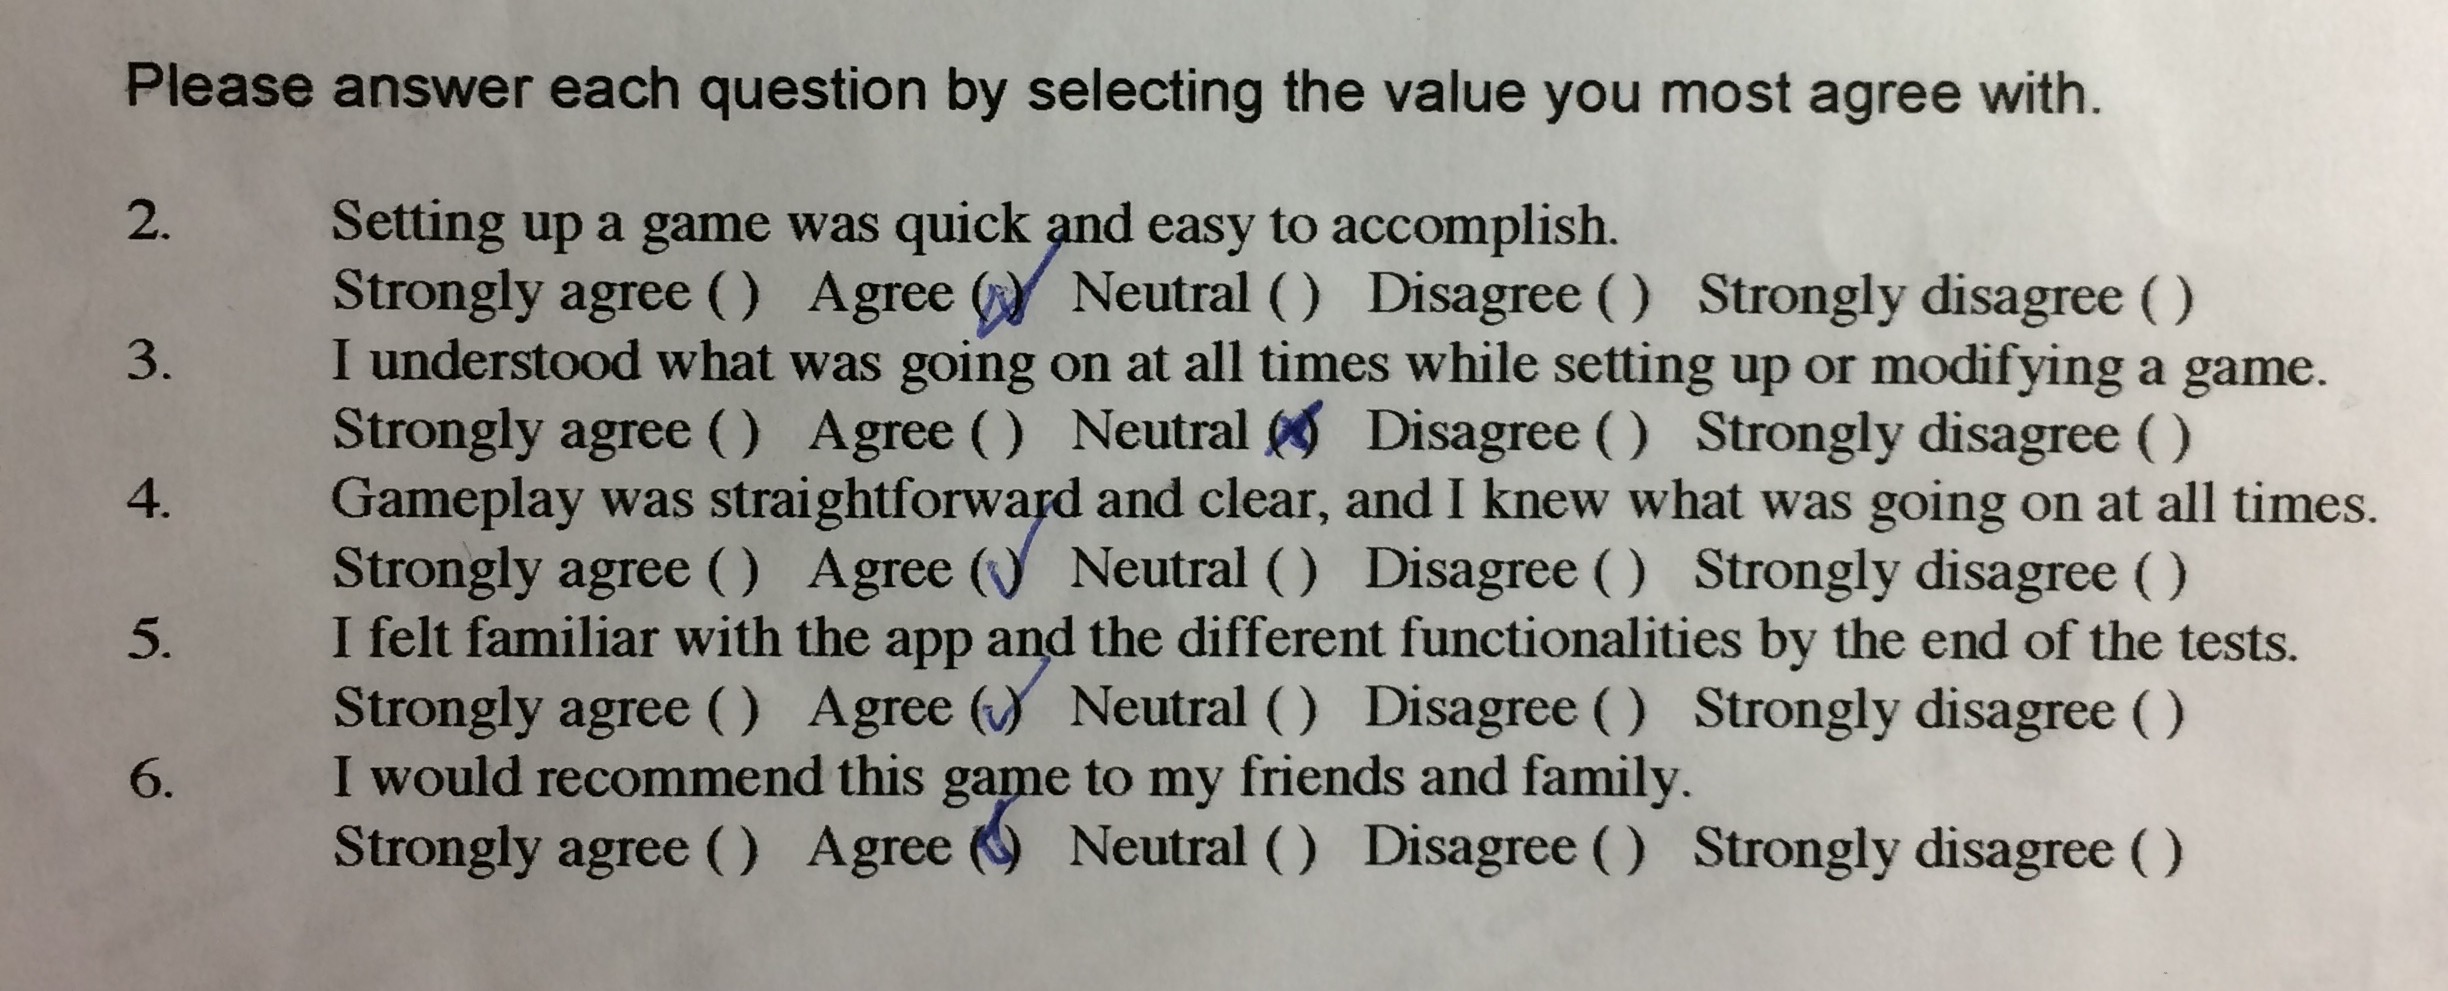 Please answer each question by selecting the value you most agree with.
2. Setting up a game was quick and easy to accomplish.
Strongly agree ( ) Agree (✓) Neutral ( ) Disagree ( ) Strongly disagree ( )
3. I understood what was going on at all times while setting up or modifying a game.
Strongly agree ( ) Agree ( ) Neutral (x) Disagree ( ) Strongly disagree ( )
4. Gameplay was straightforward and clear, and I knew what was going on at all times.
Strongly agree ( ) Agree (✓) Neutral ( ) Disagree ( ) Strongly disagree ( )
5. I felt familiar with the app and the different functionalities by the end of the tests.
Strongly agree ( ) Agree (✓) Neutral ( ) Disagree ( ) Strongly disagree ( )
6. I would recommend this game to my friends and family.
Strongly agree ( ) Agree (✓) Neutral ( ) Disagree ( ) Strongly disagree ( )